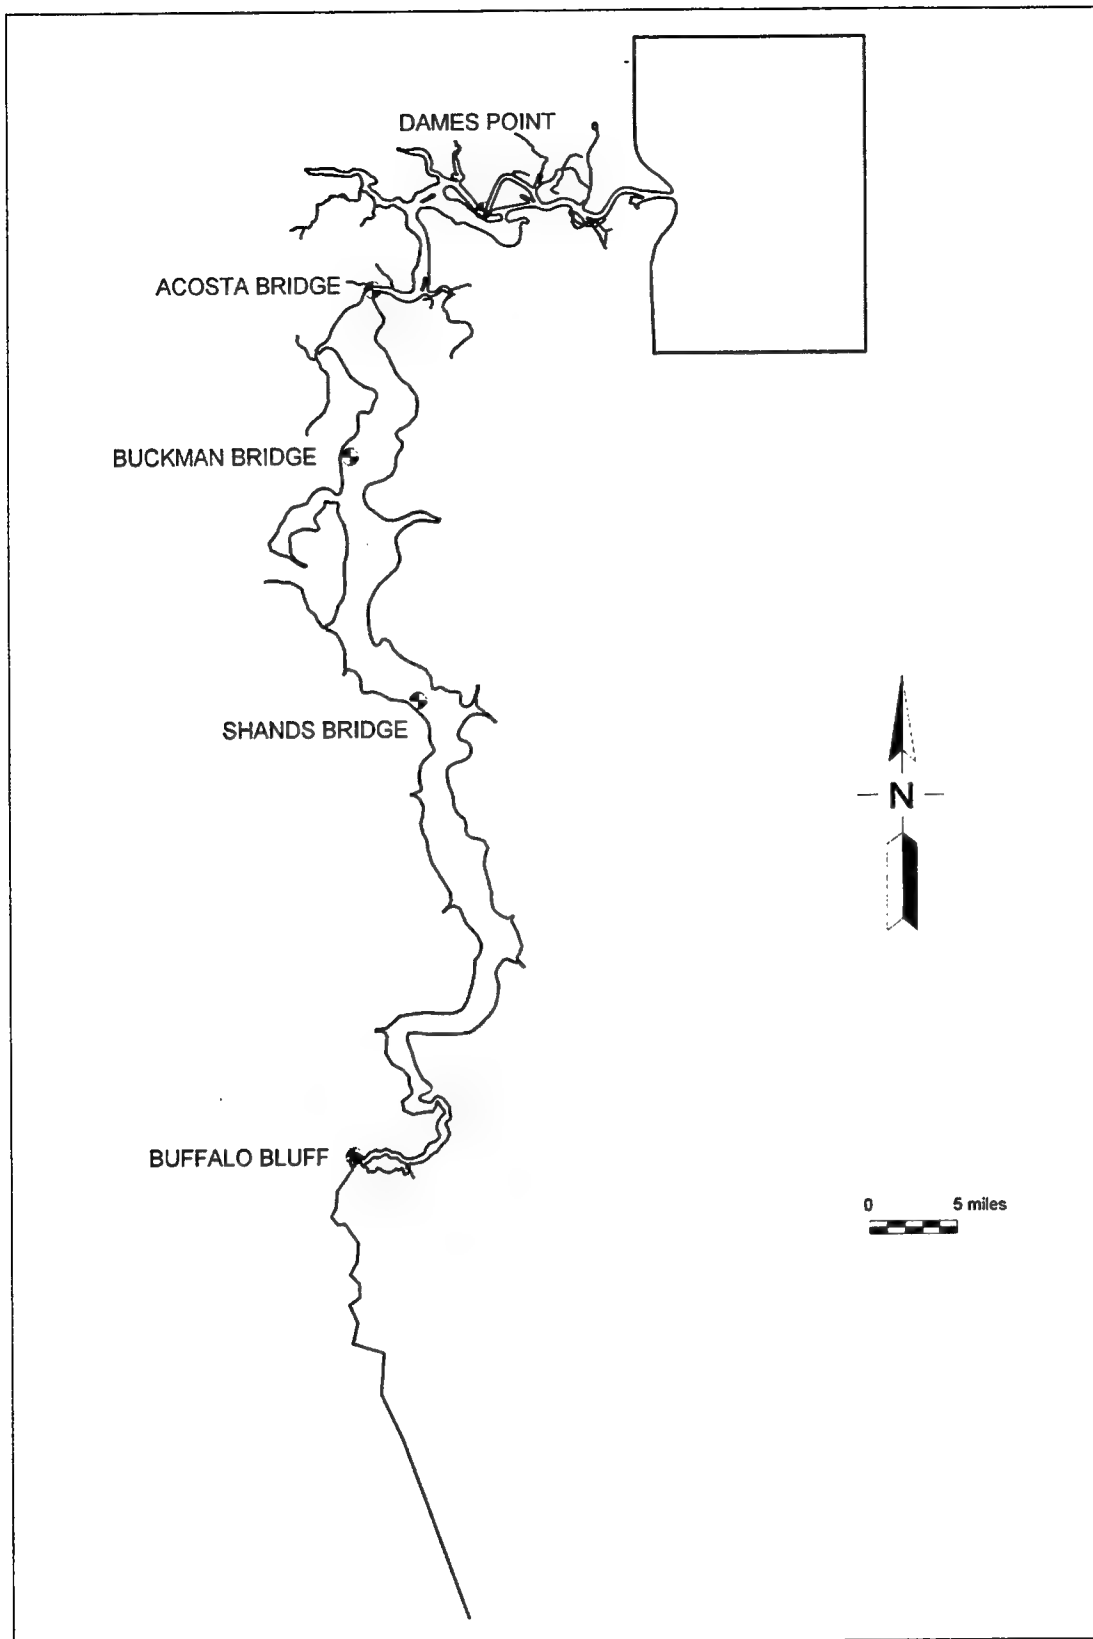 DAMES POINT
ACOSTA BRIDGE
BUCKMAN BRIDGE
SHANDS BRIDGE
N
BUFFALO BLUFF
0 5 miles